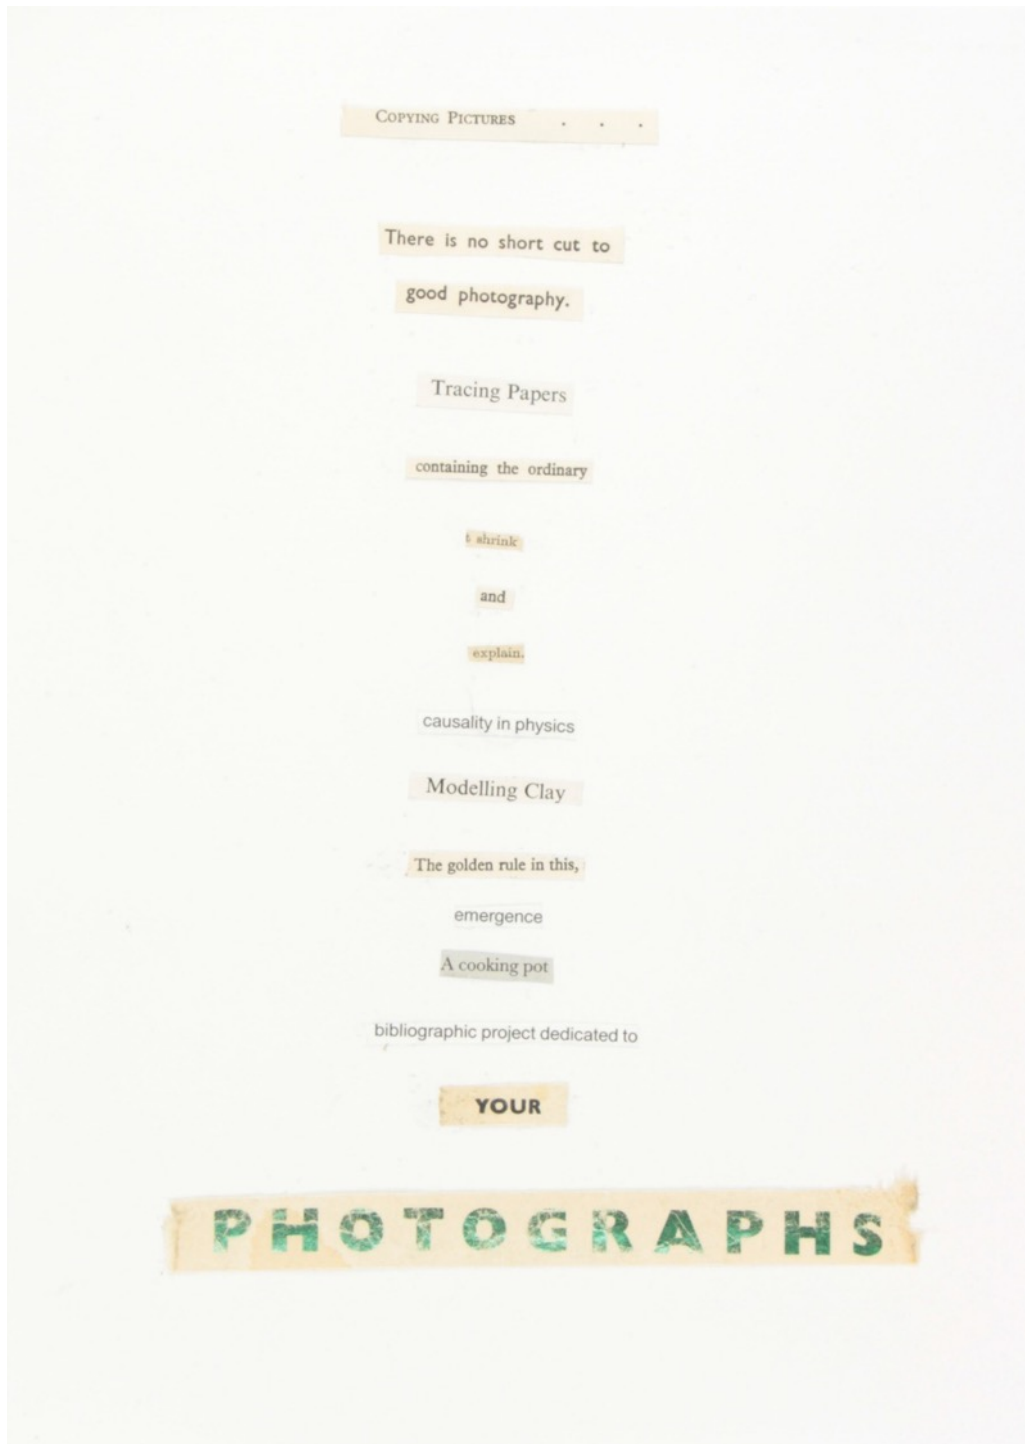 COPYING PICTURES . . .
There is no short cut to
good photography.
Tracing Papers
containing the ordinary
t shrink
and
explain.
causality in physics
Modelling Clay
The golden rule in this,
emergence
A cooking pot
bibliographic project dedicated to
YOUR
PHOTOGRAPHS